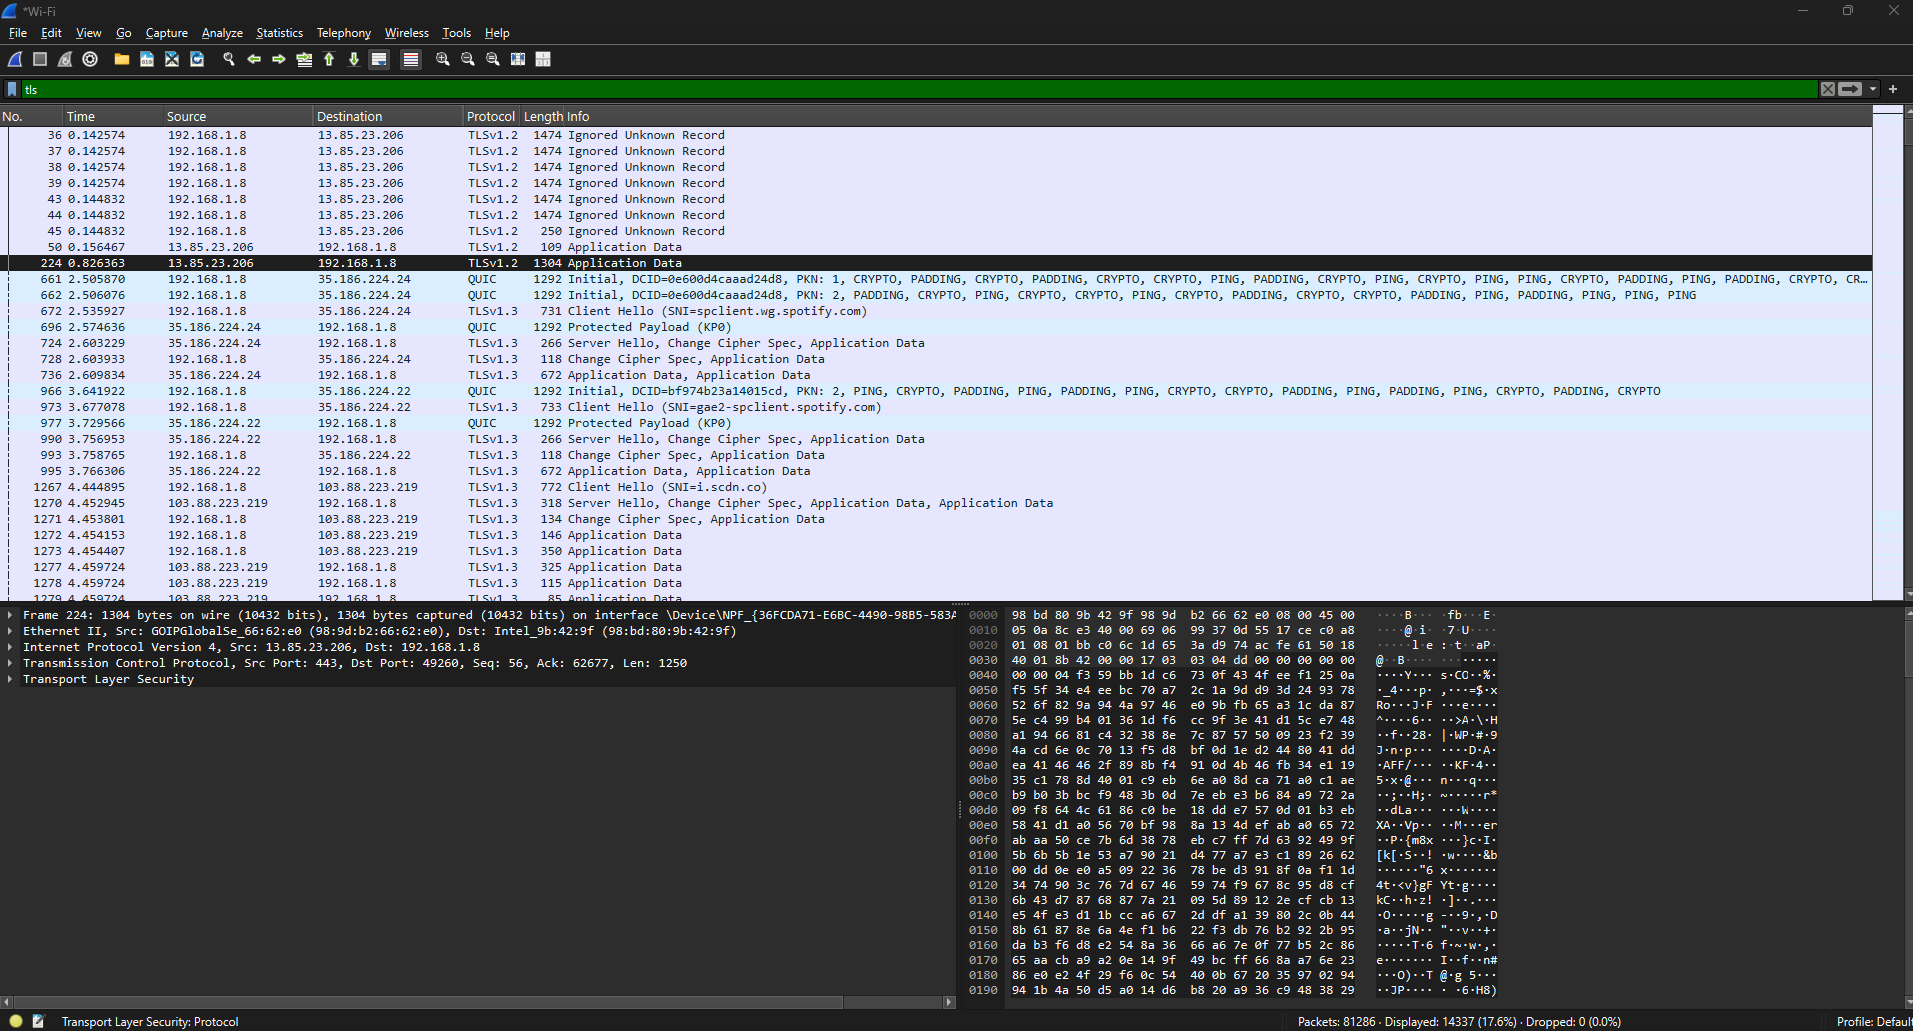 *Wi-Fi
File Edit View Go Capture Analyze Statistics Telephony Wireless Tools Help
tls
No. Time Source Destination Protocol Length Info
36 0.142574 192.168.1.8 13.85.23.206 TLSv1.2 1474 Ignored Unknown Record
37 0.142574 192.168.1.8 13.85.23.206 TLSv1.2 1474 Ignored Unknown Record
38 0.142574 192.168.1.8 13.85.23.206 TLSv1.2 1474 Ignored Unknown Record
39 0.142574 192.168.1.8 13.85.23.206 TLSv1.2 1474 Ignored Unknown Record
43 0.144832 192.168.1.8 13.85.23.206 TLSv1.2 1474 Ignored Unknown Record
44 0.144832 192.168.1.8 13.85.23.206 TLSv1.2 1474 Ignored Unknown Record
45 0.144832 192.168.1.8 13.85.23.206 TLSv1.2 250 Ignored Unknown Record
50 0.156467 13.85.23.206 192.168.1.8 TLSv1.2 109 Application Data
224 0.826363 13.85.23.206 192.168.1.8 TLSv1.2 1304 Application Data
661 2.505870 192.168.1.8 35.186.224.24 QUIC 1292 Initial, DCID=0e600d4caaad24d8, PKN: 1, CRYPTO, PADDING, CRYPTO, PADDING, CRYPTO, CRYPTO, PING, PADDING, CRYPTO, PING, CRYPTO, PING, PING, CRYPTO, PADDING, PING, PADDING, CRYPTO, CR…
662 2.506076 192.168.1.8 35.186.224.24 QUIC 1292 Initial, DCID=0e600d4caaad24d8, PKN: 2, PADDING, CRYPTO, PING, CRYPTO, CRYPTO, PING, CRYPTO, PADDING, CRYPTO, CRYPTO, PADDING, PING, PADDING, PING, PING, PING
672 2.535927 192.168.1.8 35.186.224.24 TLSv1.3 731 Client Hello (SNI=spclient.wg.spotify.com)
696 2.574636 35.186.224.24 192.168.1.8 QUIC 1292 Protected Payload (KP0)
724 2.603229 35.186.224.24 192.168.1.8 TLSv1.3 266 Server Hello, Change Cipher Spec, Application Data
728 2.603933 192.168.1.8 35.186.224.24 TLSv1.3 118 Change Cipher Spec, Application Data
736 2.609834 35.186.224.24 192.168.1.8 TLSv1.3 672 Application Data, Application Data
966 3.641922 192.168.1.8 35.186.224.22 QUIC 1292 Initial, DCID=bf974b23a14015cd, PKN: 2, PING, CRYPTO, PADDING, PING, PADDING, PING, CRYPTO, CRYPTO, PADDING, PING, PADDING, PING, CRYPTO, PADDING, CRYPTO
973 3.677078 192.168.1.8 35.186.224.22 TLSv1.3 733 Client Hello (SNI=gae2-spclient.spotify.com)
977 3.729566 35.186.224.22 192.168.1.8 QUIC 1292 Protected Payload (KP0)
990 3.756953 35.186.224.22 192.168.1.8 TLSv1.3 266 Server Hello, Change Cipher Spec, Application Data
993 3.758765 192.168.1.8 35.186.224.22 TLSv1.3 118 Change Cipher Spec, Application Data
995 3.766306 35.186.224.22 192.168.1.8 TLSv1.3 672 Application Data, Application Data
1267 4.444895 192.168.1.8 103.88.223.219 TLSv1.3 772 Client Hello (SNI=i.scdn.co)
1270 4.452945 103.88.223.219 192.168.1.8 TLSv1.3 318 Server Hello, Change Cipher Spec, Application Data, Application Data
1271 4.453801 192.168.1.8 103.88.223.219 TLSv1.3 134 Change Cipher Spec, Application Data
1272 4.454153 192.168.1.8 103.88.223.219 TLSv1.3 146 Application Data
1273 4.454407 192.168.1.8 103.88.223.219 TLSv1.3 350 Application Data
1277 4.459724 103.88.223.219 192.168.1.8 TLSv1.3 325 Application Data
1278 4.459724 103.88.223.219 192.168.1.8 TLSv1.3 115 Application Data
1279 4.459724 103.88.223.219 192.168.1.8 TLSv1.3 85 Application Data
Frame 224: 1304 bytes on wire (10432 bits), 1304 bytes captured (10432 bits) on interface \Device\NPF_{36FCDA71-E6BC-4490-98B5-583A
Ethernet II, Src: GOIPGlobalSe_66:62:e0 (98:9d:b2:66:62:e0), Dst: Intel_9b:42:9f (98:bd:80:9b:42:9f)
Internet Protocol Version 4, Src: 13.85.23.206, Dst: 192.168.1.8
Transmission Control Protocol, Src Port: 443, Dst Port: 49260, Seq: 56, Ack: 62677, Len: 1250
Transport Layer Security
0000 98 bd 80 9b 42 9f 98 9d b2 66 62 e0 08 00 45 00 ····B··· ·fb···E·
0010 05 0a 8c e3 40 00 69 06 99 37 0d 55 17 ce c0 a8 ····@·i· ·7·U····
0020 01 08 01 bb c0 6c 1d 65 3a d9 74 ac fe 61 50 18 ·····l·e :·t··aP·
0030 40 01 8b 42 00 00 17 03 03 04 dd 00 00 00 00 00 @··B···· ········
0040 00 00 04 f3 59 bb 1d c6 73 0f 43 4f ee f1 25 0a ····Y··· s·CO··%·
0050 f5 5f 34 e4 ee bc 70 a7 2c 1a 9d d9 3d 24 93 78 ·_4···p· ,···=$·x
0060 52 6f 82 9a 94 4a 97 46 e0 9b fb 65 a3 1c da 87 Ro···J·F ···e····
0070 5e c4 99 b4 01 36 1d f6 cc 9f 3e 41 d1 5c e7 48 ^····6·· ··>A·\·H
0080 a1 94 66 81 c4 32 38 8e 7c 87 57 50 09 23 f2 39 ··f··28· |·WP·#·9
0090 4a cd 6e 0c 70 13 f5 d8 bf 0d 1e d2 44 80 41 dd J·n·p··· ····D·A·
00a0 ea 41 46 46 2f 89 8b f4 91 0d 4b 46 fb 34 e1 19 ·AFF/··· ··KF·4··
00b0 35 c1 78 8d 40 01 c9 eb 6e a0 8d ca 71 a0 c1 ae 5·x·@··· n···q···
00c0 b9 b0 3b bc f9 48 3b 0d 7e eb e3 b6 84 a9 72 2a ··;··H;· ~·····r*
00d0 09 f8 64 4c 61 86 c0 be 18 dd e7 57 0d 01 b3 eb ··dLa··· ···W····
00e0 58 41 d1 a0 56 70 bf 98 8a 13 4d ef ab a0 65 72 XA··Vp·· ··M···er
00f0 ab aa 50 ce 7b 6d 38 78 eb c7 ff 7d 63 92 49 9f ··P·{m8x ···}c·I·
0100 5b 6b 5b 1e 53 a7 90 21 d4 77 a7 e3 c1 89 26 62 [k[·S··! ·w····&b
0110 00 dd 0e e0 a5 09 22 36 78 be d3 91 8f 0a f1 1d ······"6 x·······
0120 34 74 90 3c 76 7d 67 46 59 74 f9 67 8c 95 d8 cf 4t·<v}gF Yt·g····
0130 6b 43 d7 87 68 87 7a 21 09 5d 89 12 2e cf cb 13 kC··h·z! ·]··.···
0140 e5 4f e3 d1 1b cc a6 67 2d df a1 39 80 2c 0b 44 ·O·····g -··9·,·D
0150 8b 61 87 8e 6a 4e f1 b6 22 f3 db 76 b2 92 2b 95 ·a··jN·· "··v··+·
0160 da b3 f6 d8 e2 54 8a 36 66 a6 7e 0f 77 b5 2c 86 ·····T·6 f·~·w·,·
0170 65 aa cb a9 a2 0e 14 9f 49 bc ff 66 8a a7 6e 23 e······· I··f··n#
0180 86 e0 e2 4f 29 f6 0c 54 40 0b 67 20 35 97 02 94 ···O)··T @·g 5···
0190 94 1b 4a 50 d5 a0 14 d6 b8 20 a9 36 c9 48 38 29 ··JP···· · ·6·H8)
Transport Layer Security: Protocol
Packets: 81286 · Displayed: 14337 (17.6%) · Dropped: 0 (0.0%)
Profile: Defaul